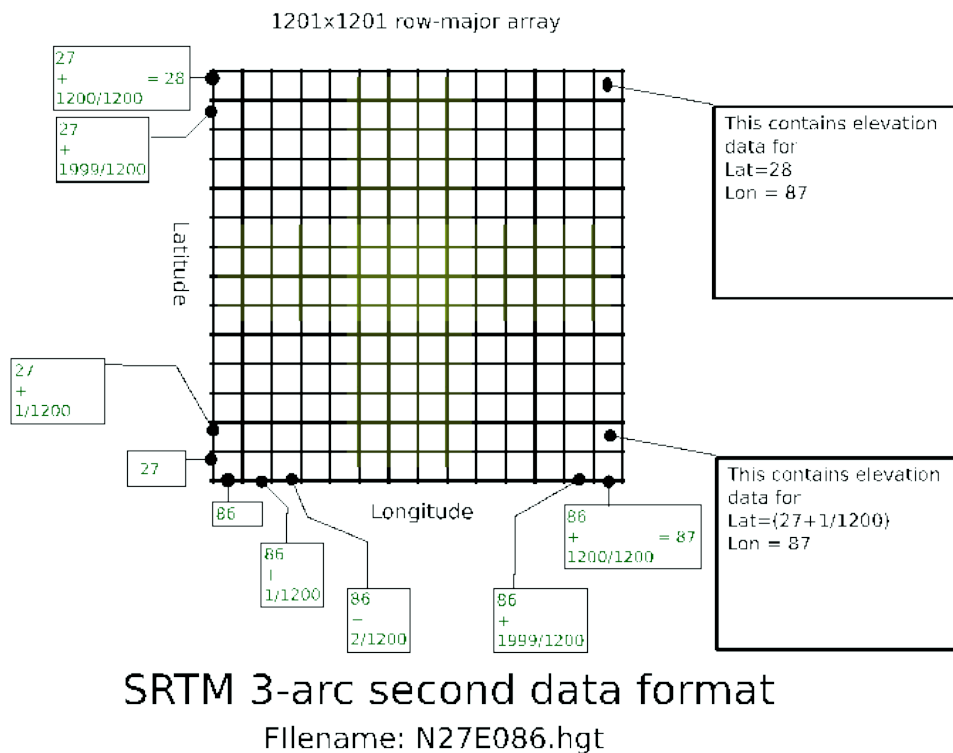 1201x1201 row-major array
27
+ = 28
1200/1200
27
+
1999/1200
This contains elevation
data for
Lat=28
Lon = 87
Latitude
27
+
1/1200
27
86
Longitude
86
+
1/1200
86
–
2/1200
86
+
1999/1200
86
+ = 87
1200/1200
This contains elevation
data for
Lat=(27+1/1200)
Lon = 87
SRTM 3-arc second data format
FIlename: N27E086.hgt